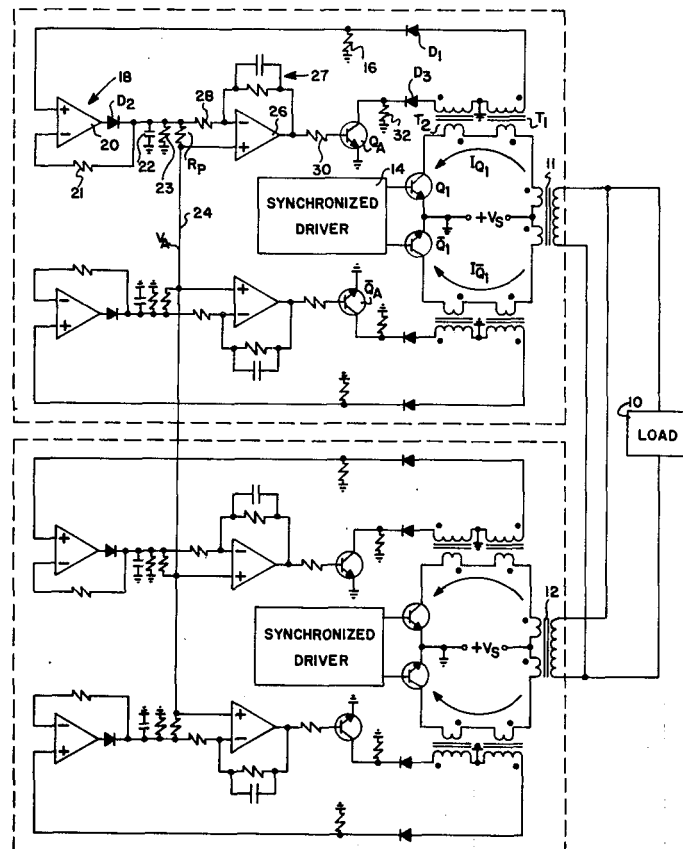 D1
16
18
27
D3
D2
28
T2
T1
20
26
32
22
23
RP
30
QA
14
IQ1
11
21
Q1
24
SYNCHRONIZED
DRIVER
+VS
VA
Q̄1
IQ̄1
Q̄A
10
LOAD
12
SYNCHRONIZED
DRIVER
+VS